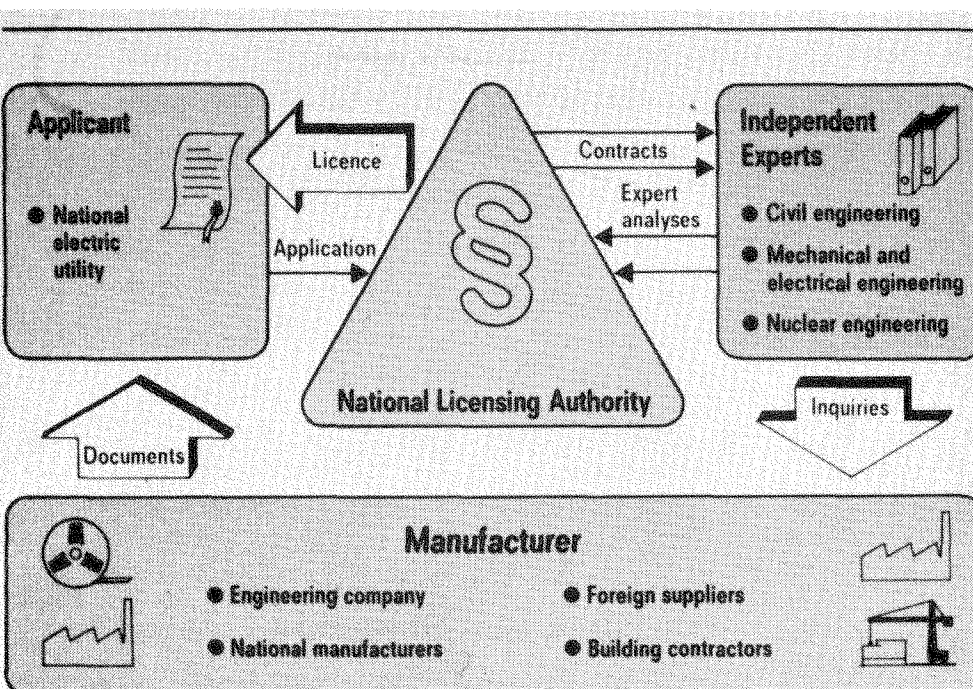 Applicant
National
electric
utility
Licence
Application
§
National Licensing Authority
Contracts
Expert
analyses
Independent
Experts
Civil engineering
Mechanical and
electrical engineering
Nuclear engineering
Documents
Inquiries
Manufacturer
Engineering company
National manufacturers
Foreign suppliers
Building contractors